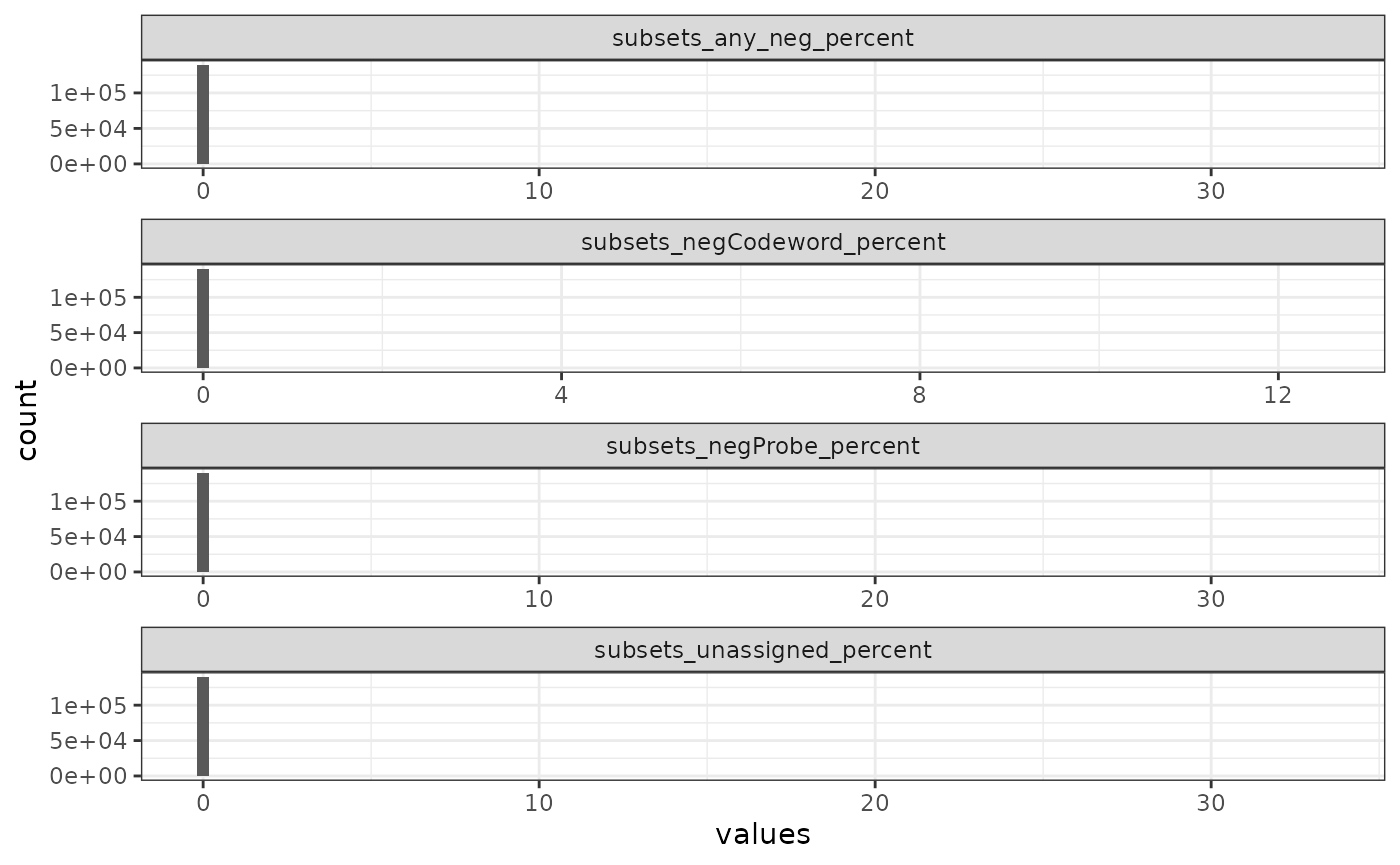 subsets_any_neg_percent
1e+05
5e+04
0e+00
0 10 20 30
subsets_negCodeword_percent
1e+05
5e+04
0e+00
0 4 8 12
count
subsets_negProbe_percent
1e+05
5e+04
0e+00
0 10 20 30
subsets_unassigned_percent
1e+05
5e+04
0e+00
0 10 20 30
values